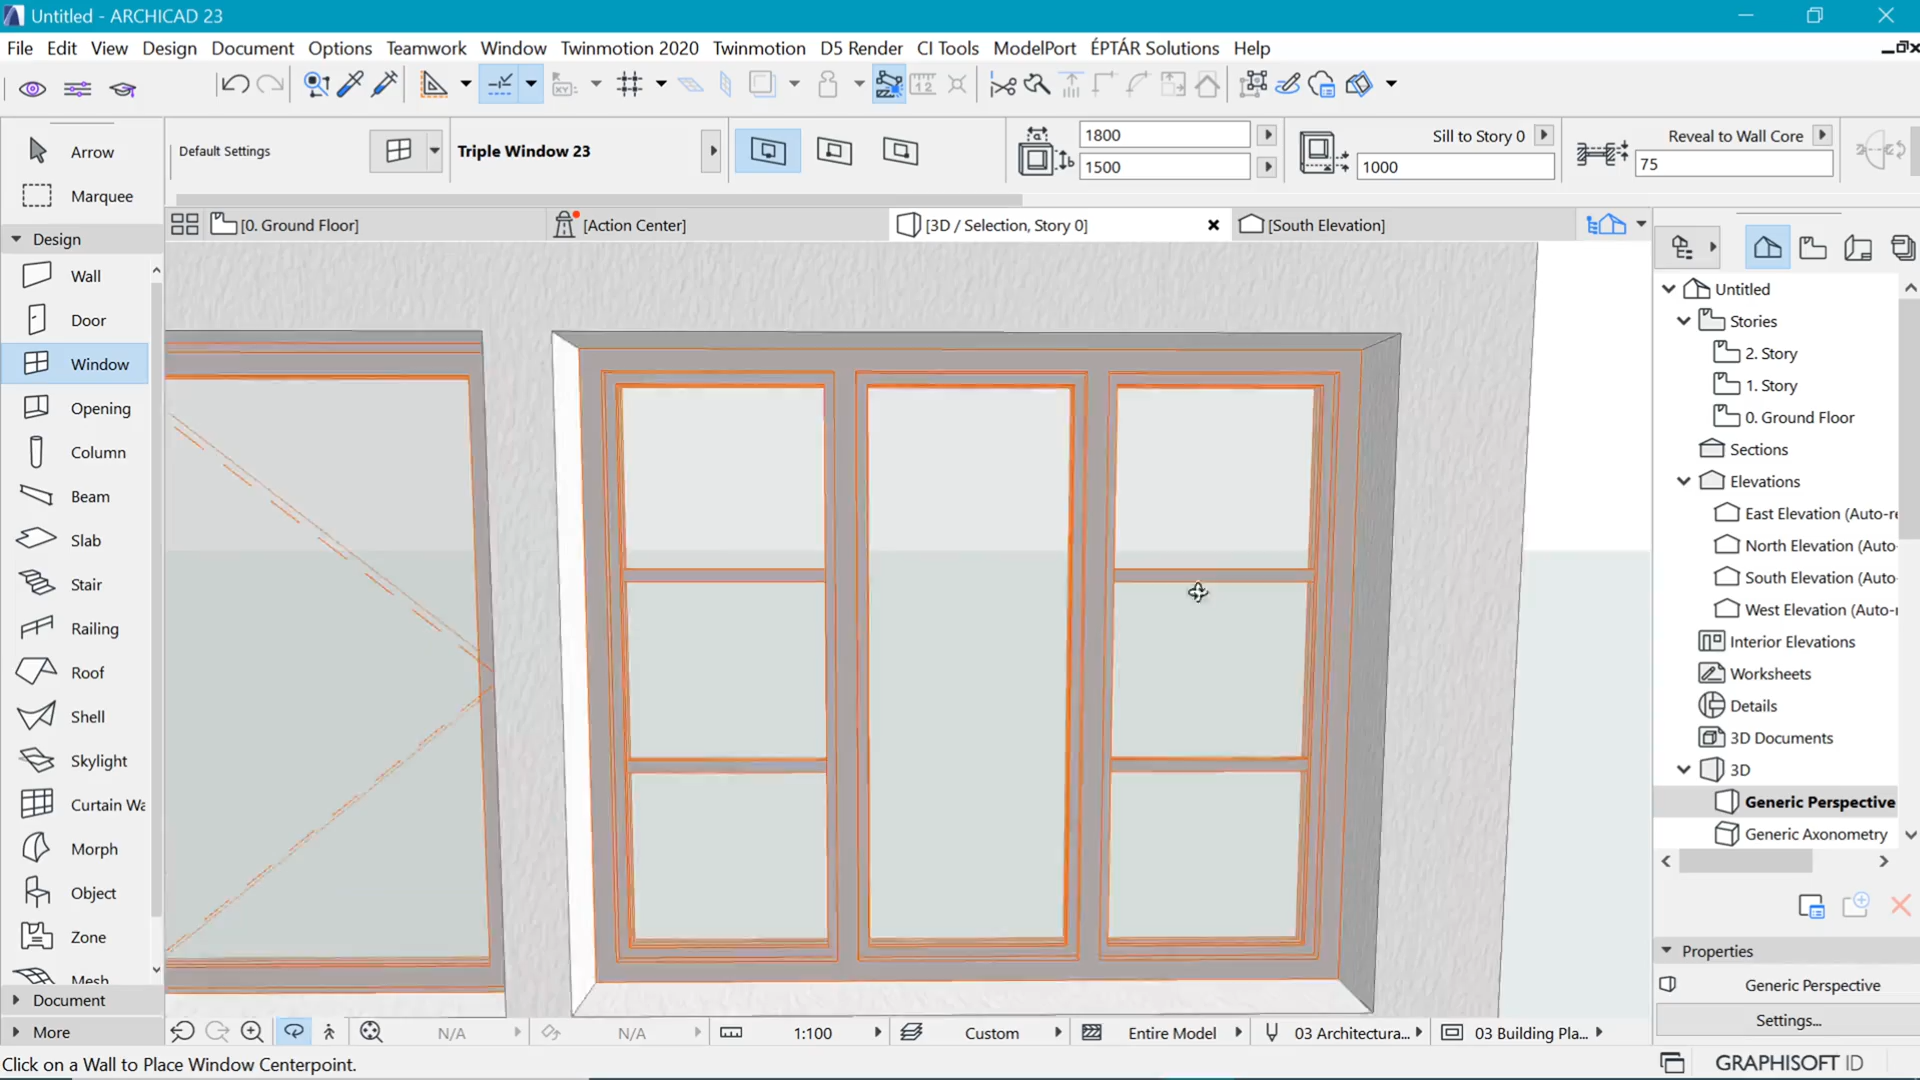 Untitled - ARCHICAD 23
File Edit View Design Document Options Teamwork Window Twinmotion 2020 Twinmotion D5 Render CI Tools ModelPort ÉPTÁR Solutions Help
Default Settings
Triple Window 23
1800
1500
Sill to Story 0
1000
Reveal to Wall Core
75
Arrow
Marquee
[0. Ground Floor]
[Action Center]
[3D / Selection, Story 0]
[South Elevation]
Design
Wall
Door
Window
Opening
Column
Beam
Slab
Stair
Railing
Roof
Shell
Skylight
Curtain Wa
Morph
Object
Zone
Mesh
Document
More
Untitled
Stories
2. Story
1. Story
0. Ground Floor
Sections
Elevations
East Elevation (Auto-re
North Elevation (Auto-
South Elevation (Auto-
West Elevation (Auto-r
Interior Elevations
Worksheets
Details
3D Documents
3D
Generic Perspective
Generic Axonometry
Properties
Generic Perspective
Settings...
N/A
N/A
1:100
Custom
Entire Model
03 Architectura...
03 Building Pla...
Click on a Wall to Place Window Centerpoint.
GRAPHISOFT ID